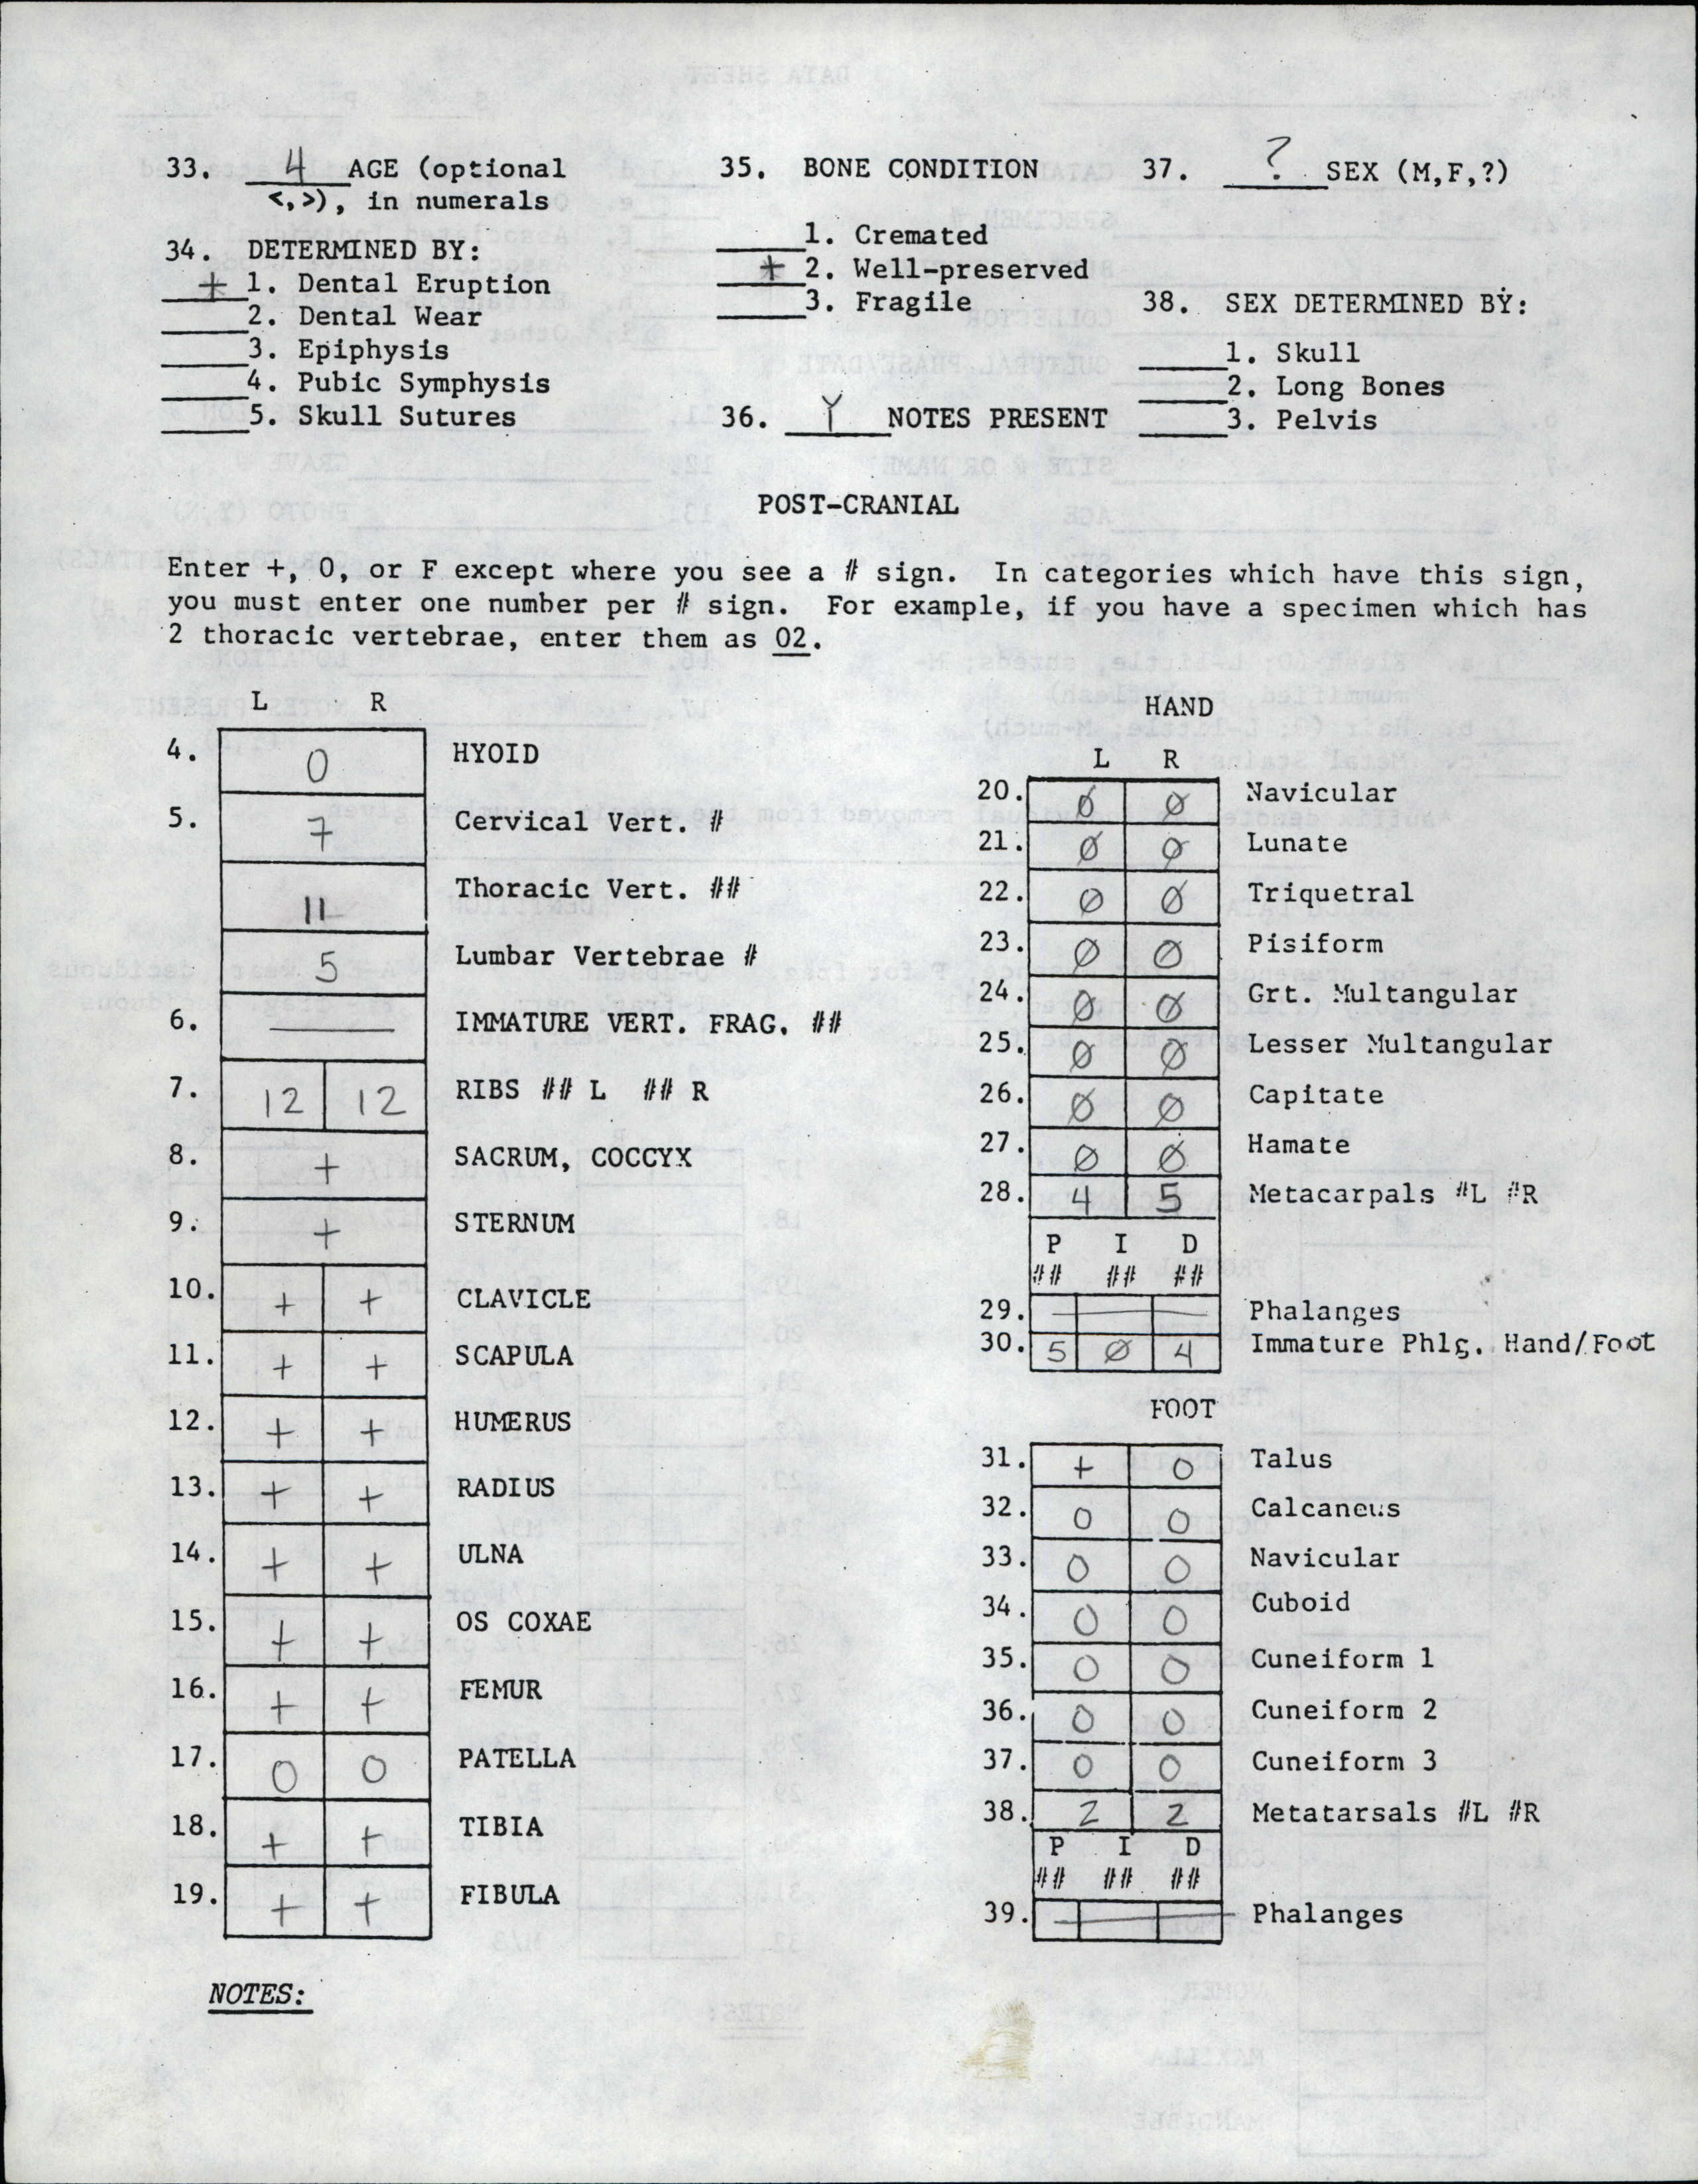 33. 4 AGE (optional
<,>), in numerals
34. DETERMINED BY:
+ 1. Dental Eruption
2. Dental Wear
3. Epiphysis
4. Pubic Symphysis
5. Skull Sutures
35. BONE CONDITION
1. Cremated
+ 2. Well-preserved
3. Fragile
36. Y NOTES PRESENT
37. ? SEX (M,F,?)
38. SEX DETERMINED BY:
1. Skull
2. Long Bones
3. Pelvis
POST-CRANIAL
Enter +, 0, or F except where you see a # sign. In categories which have this sign,
you must enter one number per # sign. For example, if you have a specimen which has
2 thoracic vertebrae, enter them as 02.
L R
4. 0 HYOID
5. 7 Cervical Vert. #
11 Thoracic Vert. ##
5 Lumbar Vertebrae #
6. — IMMATURE VERT. FRAG. ##
7. 12 12 RIBS ## L ## R
8. + SACRUM, COCCYX
9. + STERNUM
10. + + CLAVICLE
11. + + SCAPULA
12. + + HUMERUS
13. + + RADIUS
14. + + ULNA
15. + + OS COXAE
16. + + FEMUR
17. 0 0 PATELLA
18. + + TIBIA
19. + + FIBULA
NOTES:
HAND
L R
20. Ø Ø Navicular
21. Ø Ø Lunate
22. Ø Ø Triquetral
23. Ø Ø Pisiform
24. Ø Ø Grt. Multangular
25. Ø Ø Lesser Multangular
26. Ø Ø Capitate
27. Ø Ø Hamate
28. 4 5 Metacarpals #L #R
P I D
## ## ##
29. — Phalanges
30. 5 Ø 4 Immature Phlg. Hand/Foot
FOOT
31. + 0 Talus
32. 0 0 Calcaneus
33. 0 0 Navicular
34. 0 0 Cuboid
35. 0 0 Cuneiform 1
36. 0 0 Cuneiform 2
37. 0 0 Cuneiform 3
38. 2 2 Metatarsals #L #R
P I D
## ## ##
39. — Phalanges